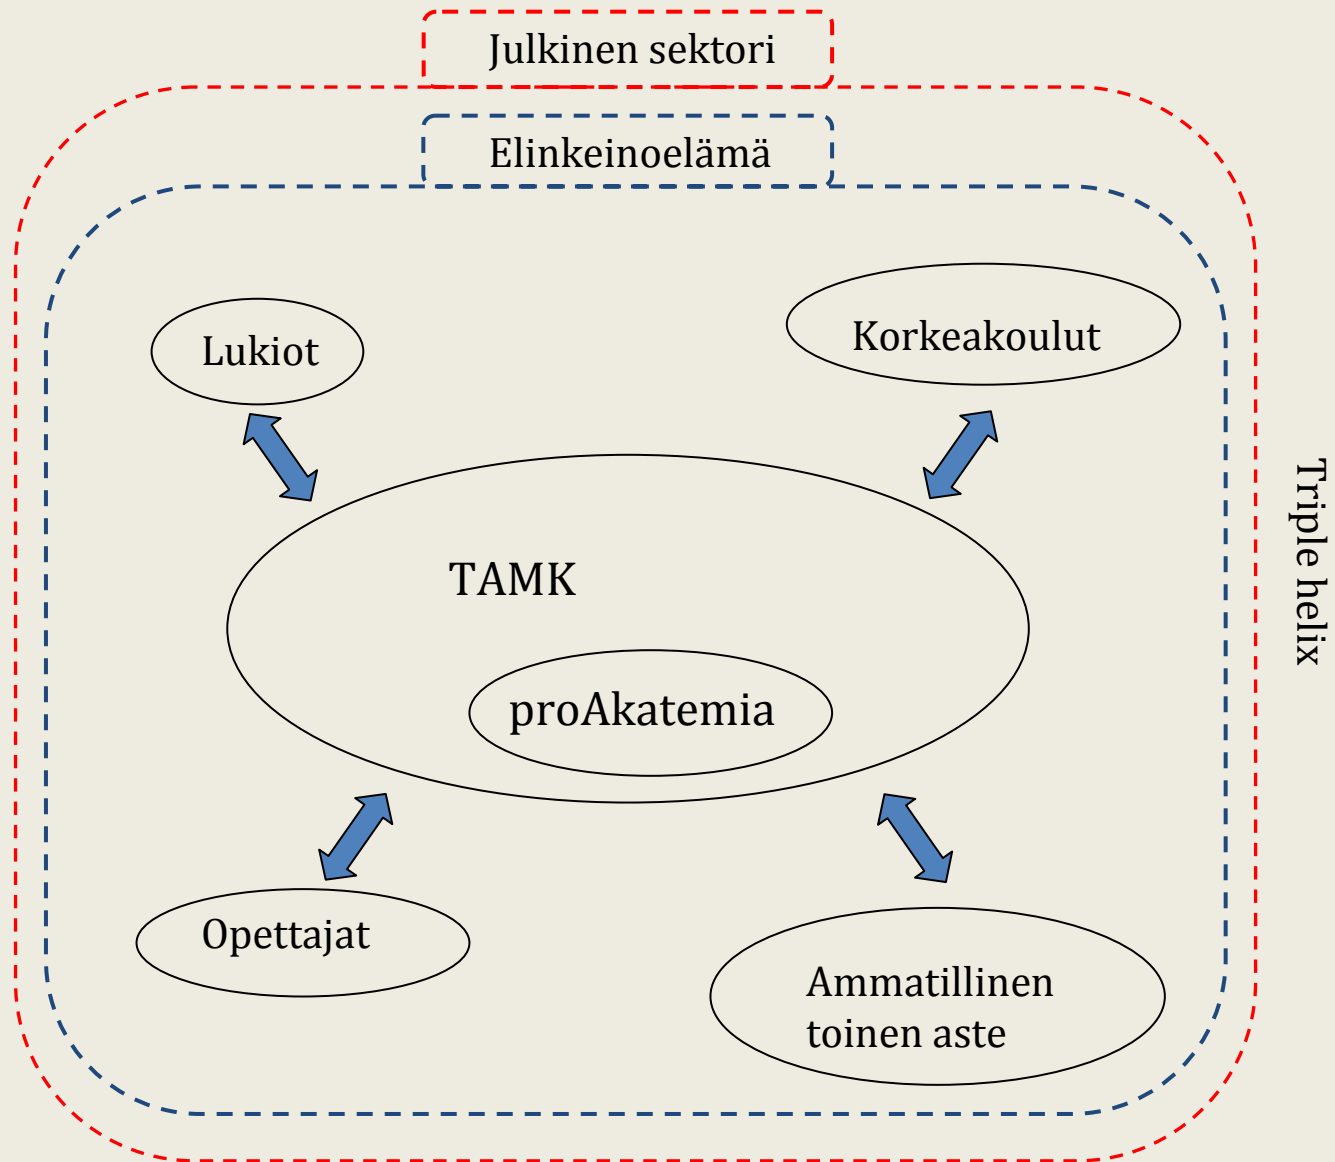 Julkinen sektori
Elinkeinoelämä
Lukiot
Korkeakoulut
TAMK
proAkatemia
Opettajat
Ammatillinen
toinen aste
Triple helix